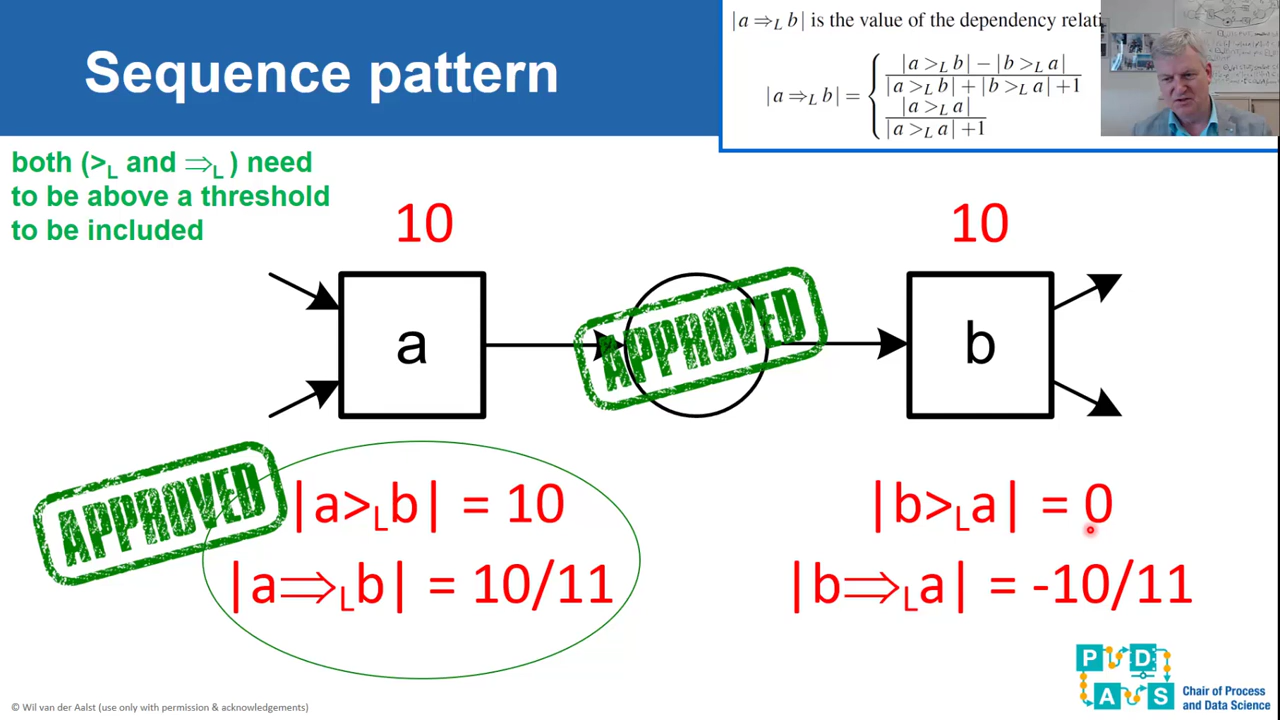 Sequence pattern
|a ⇒L b| is the value of the dependency relati
|a ⇒L b| = { |a >L b| − |b >L a|
|a >L b| + |b >L a| +1
|a >L a|
|a >L a| +1
both (>L and ⇒L ) need
to be above a threshold
to be included
10
10
a
APPROVED
b
APPROVED
|a>Lb| = 10
|b>La| = 0
|a⇒Lb| = 10/11
|b⇒La| = -10/11
P D
A S
Chair of Process
and Data Science
© Wil van der Aalst (use only with permission & acknowledgements)